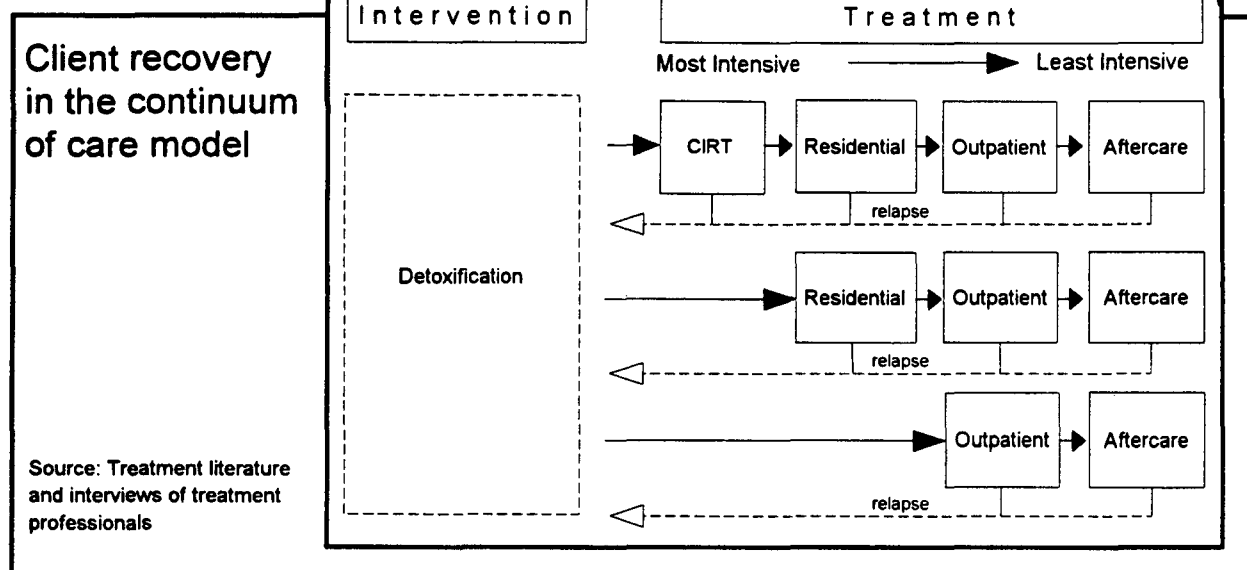 Intervention
Treatment
Client recovery
in the continuum
of care model
Most Intensive
Least Intensive
CIRT
Residential
Outpatient
Aftercare
relapse
Detoxification
Residential
Outpatient
Aftercare
relapse
Outpatient
Aftercare
relapse
Source: Treatment literature
and interviews of treatment
professionals